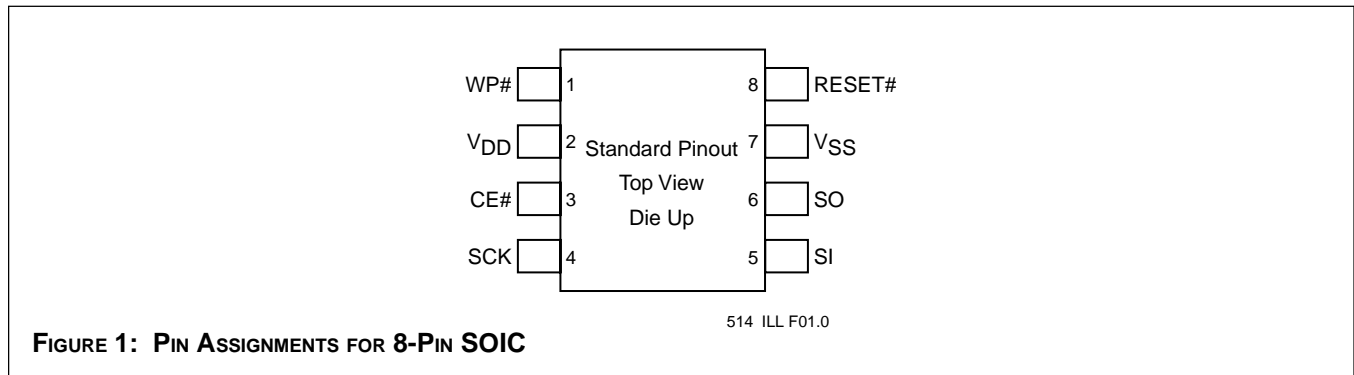 WP# 1 8 RESET#
VDD 2 Standard Pinout 7 VSS
Top View
CE# 3 6 SO
Die Up
SCK 4 5 SI
514 ILL F01.0
FIGURE 1: PIN ASSIGNMENTS FOR 8-PIN SOIC